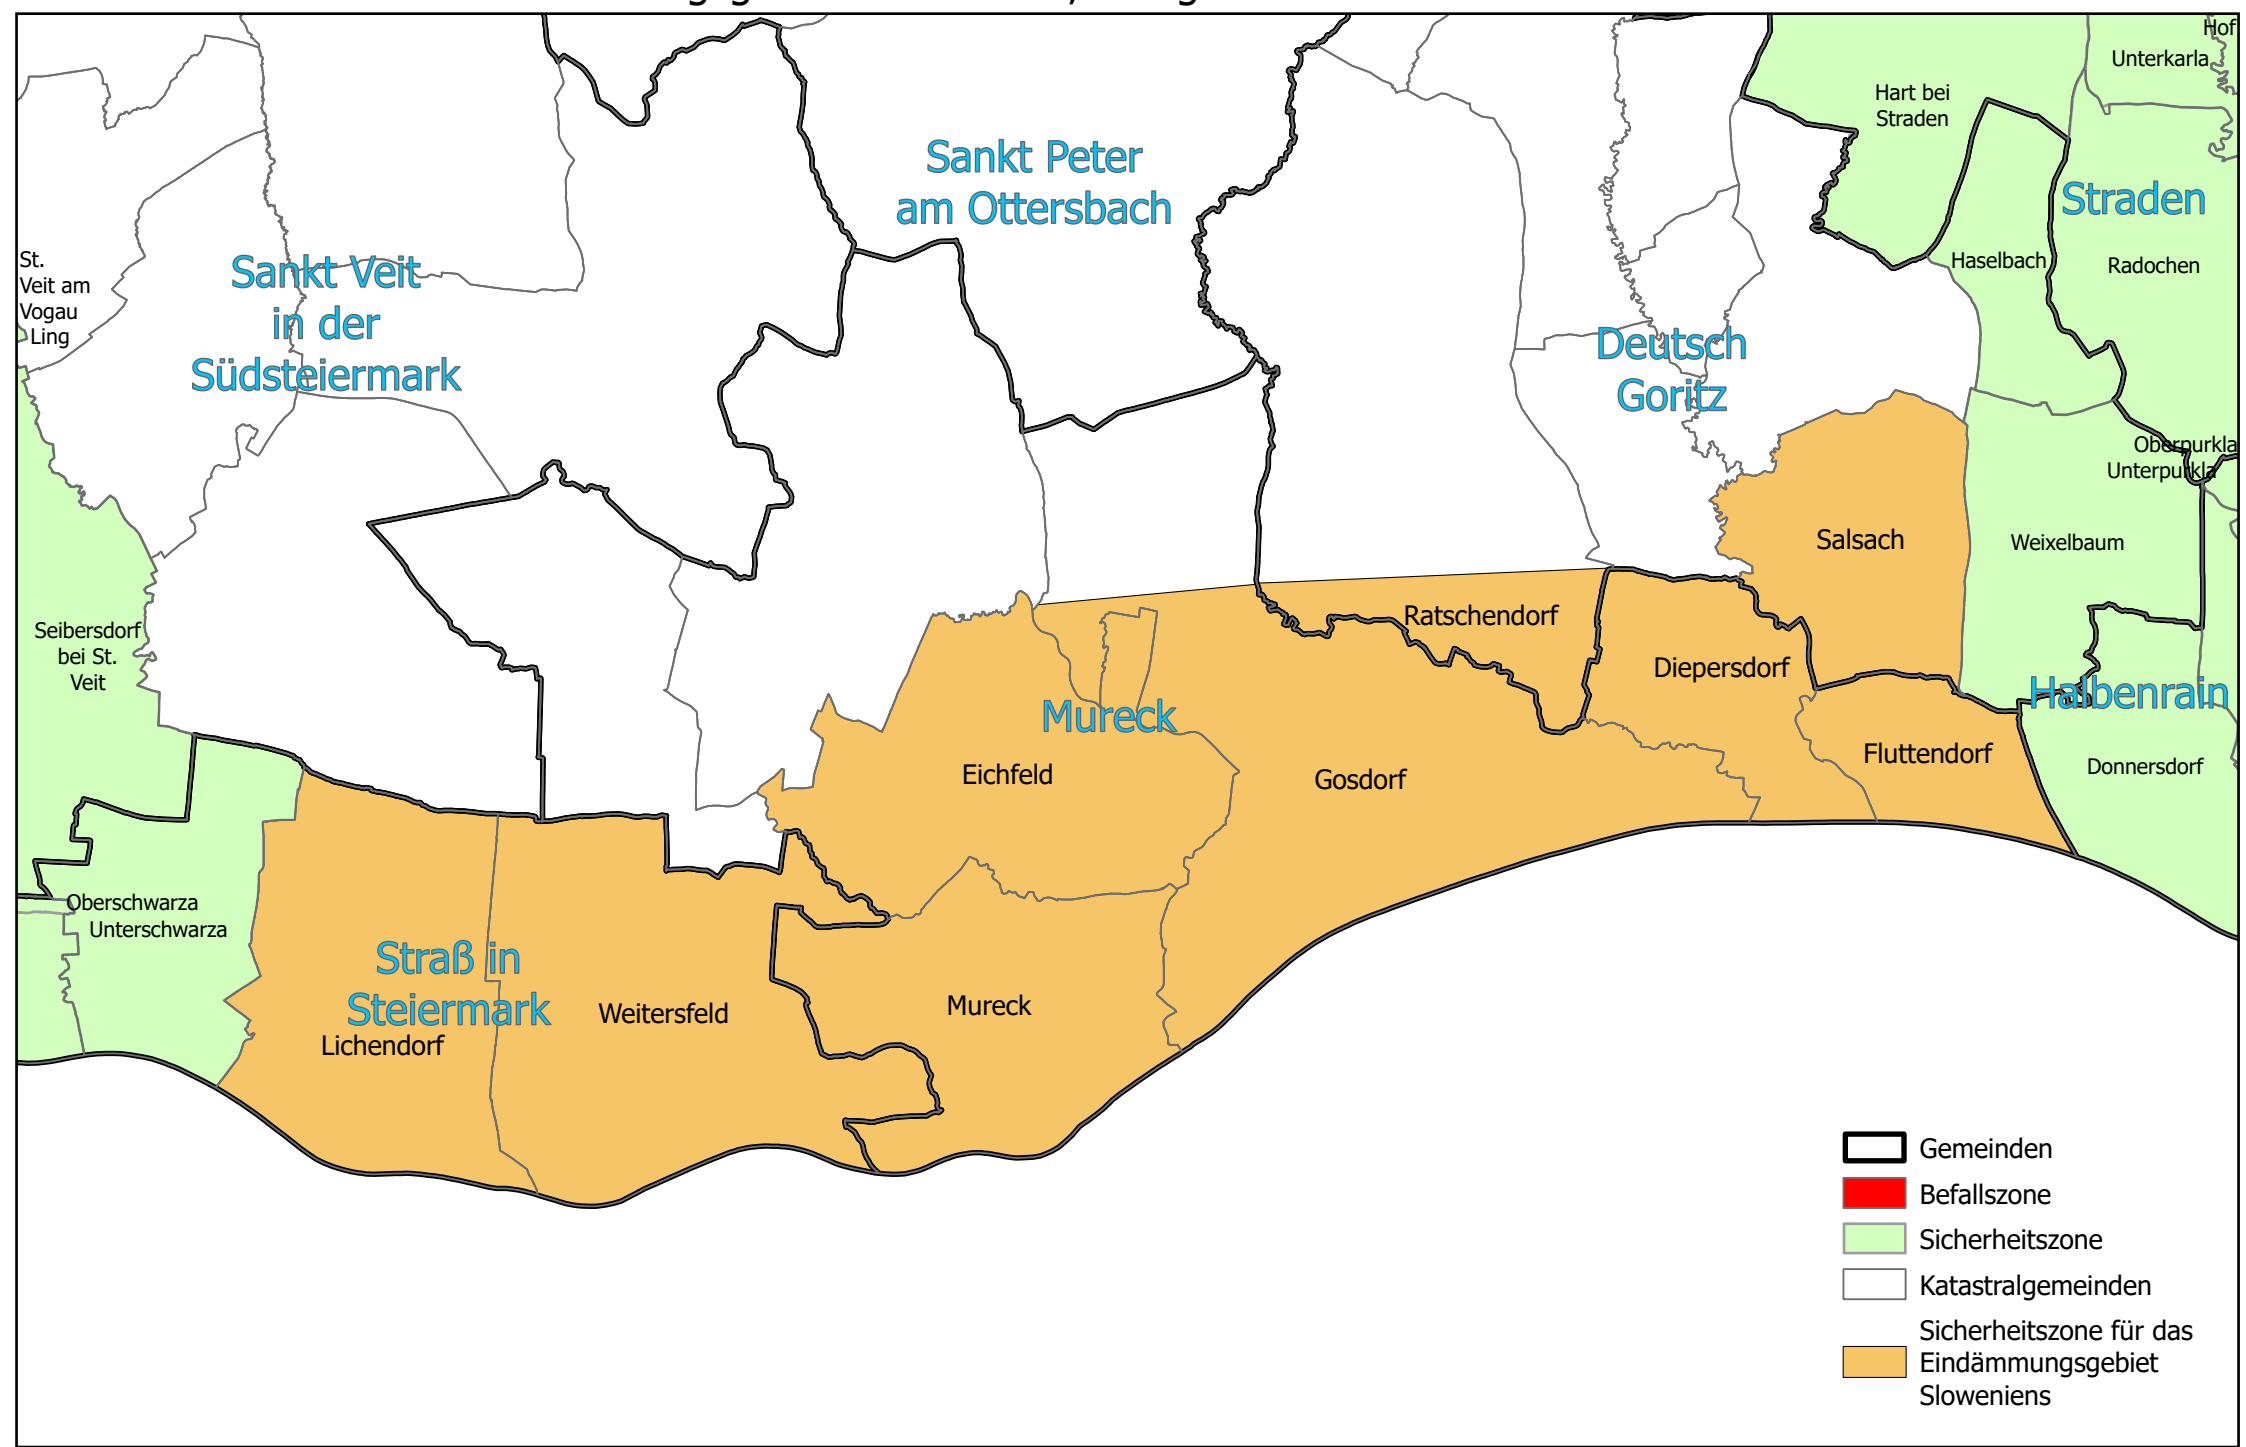 Hof
Unterkarla
Hart bei
Straden
Sankt Peter
am Ottersbach
Straden
St.
Veit am
Vogau
Ling
Sankt Veit
in der
Südsteiermark
Haselbach
Radochen
Deutsch
Goritz
Oberpurkla
Unterpurkla
Salsach
Weixelbaum
Seibersdorf
bei St.
Veit
Ratschendorf
Diepersdorf
Halbenrain
Mureck
Fluttendorf
Donnersdorf
Eichfeld
Gosdorf
Oberschwarza
Unterschwarza
Straß in
Steiermark
Lichendorf
Weitersfeld
Mureck
Gemeinden
Befallszone
Sicherheitszone
Katastralgemeinden
Sicherheitszone für das
Eindämmungsgebiet
Sloweniens